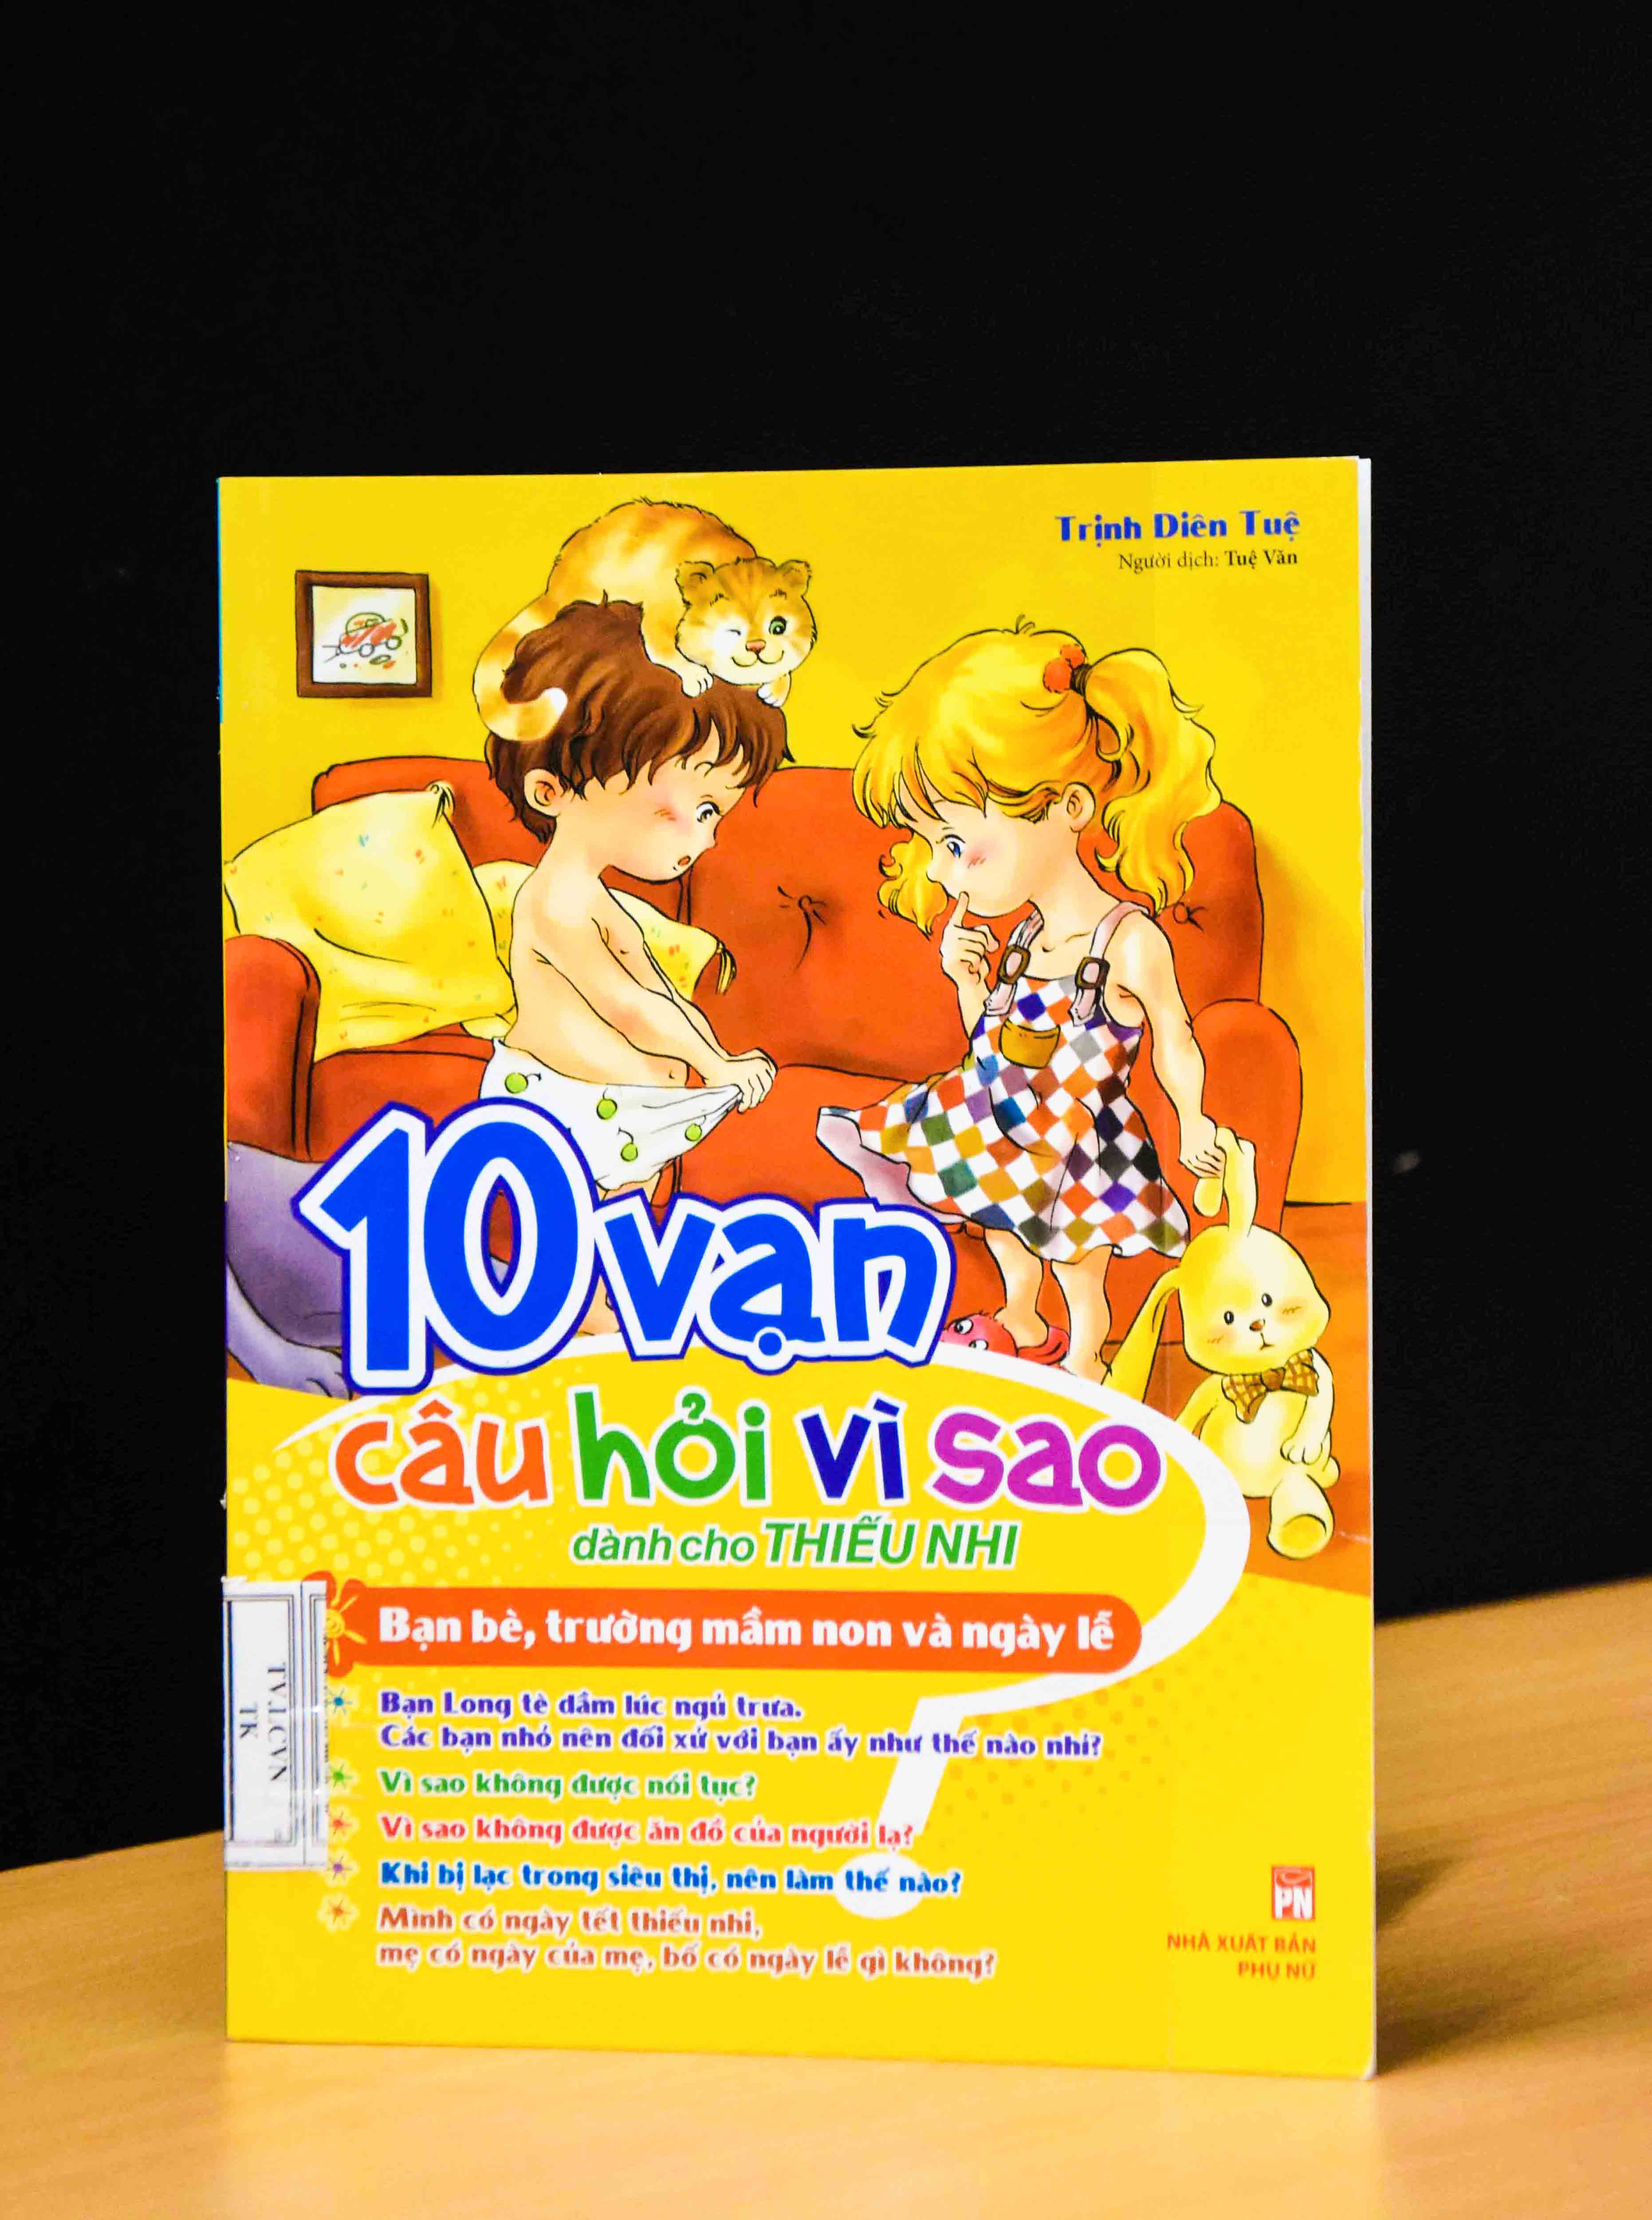 Trịnh Diên Tuệ
Người dịch: Tuệ Văn
10 vạn
câu hỏi vì sao
dành cho THIẾU NHI
Bạn bè, trường mầm non và ngày lễ
Bạn Long tè dầm lúc ngủ trưa.
Các bạn nhỏ nên đối xử với bạn ấy như thế nào nhỉ?
Vì sao không được nói tục?
Vì sao không được ăn đồ của người lạ?
Khi bị lạc trong siêu thị, nên làm thế nào?
Mình có ngày tết thiếu nhi,
mẹ có ngày của mẹ, bố có ngày lễ gì không?
TV.LCVN
TK
PN
NHÀ XUẤT BẢN
PHỤ NỮ